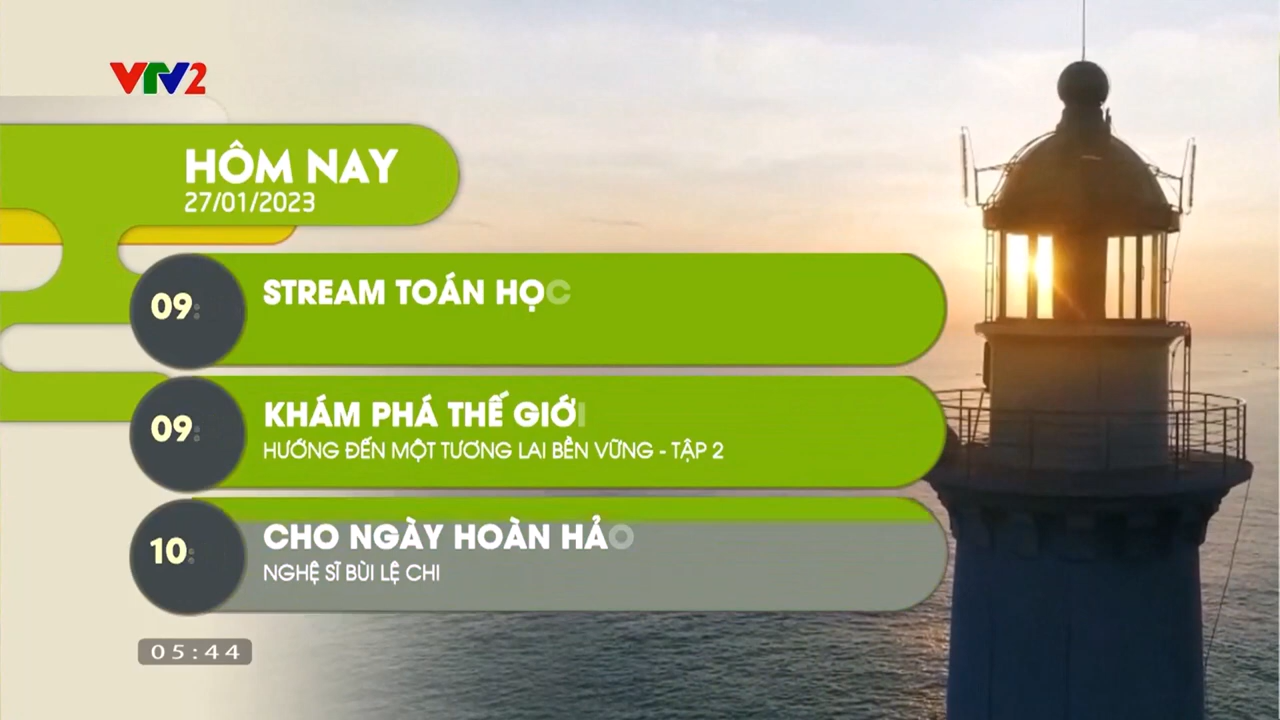 VTV2
HÔM NAY
27/01/2023
09:
STREAM TOÁN HỌC
09:
KHÁM PHÁ THẾ GIỚI
HƯỚNG ĐẾN MỘT TƯƠNG LAI BỀN VỮNG - TẬP 2
10:
CHO NGÀY HOÀN HẢO
NGHỆ SĨ BÙI LỆ CHI
05:44